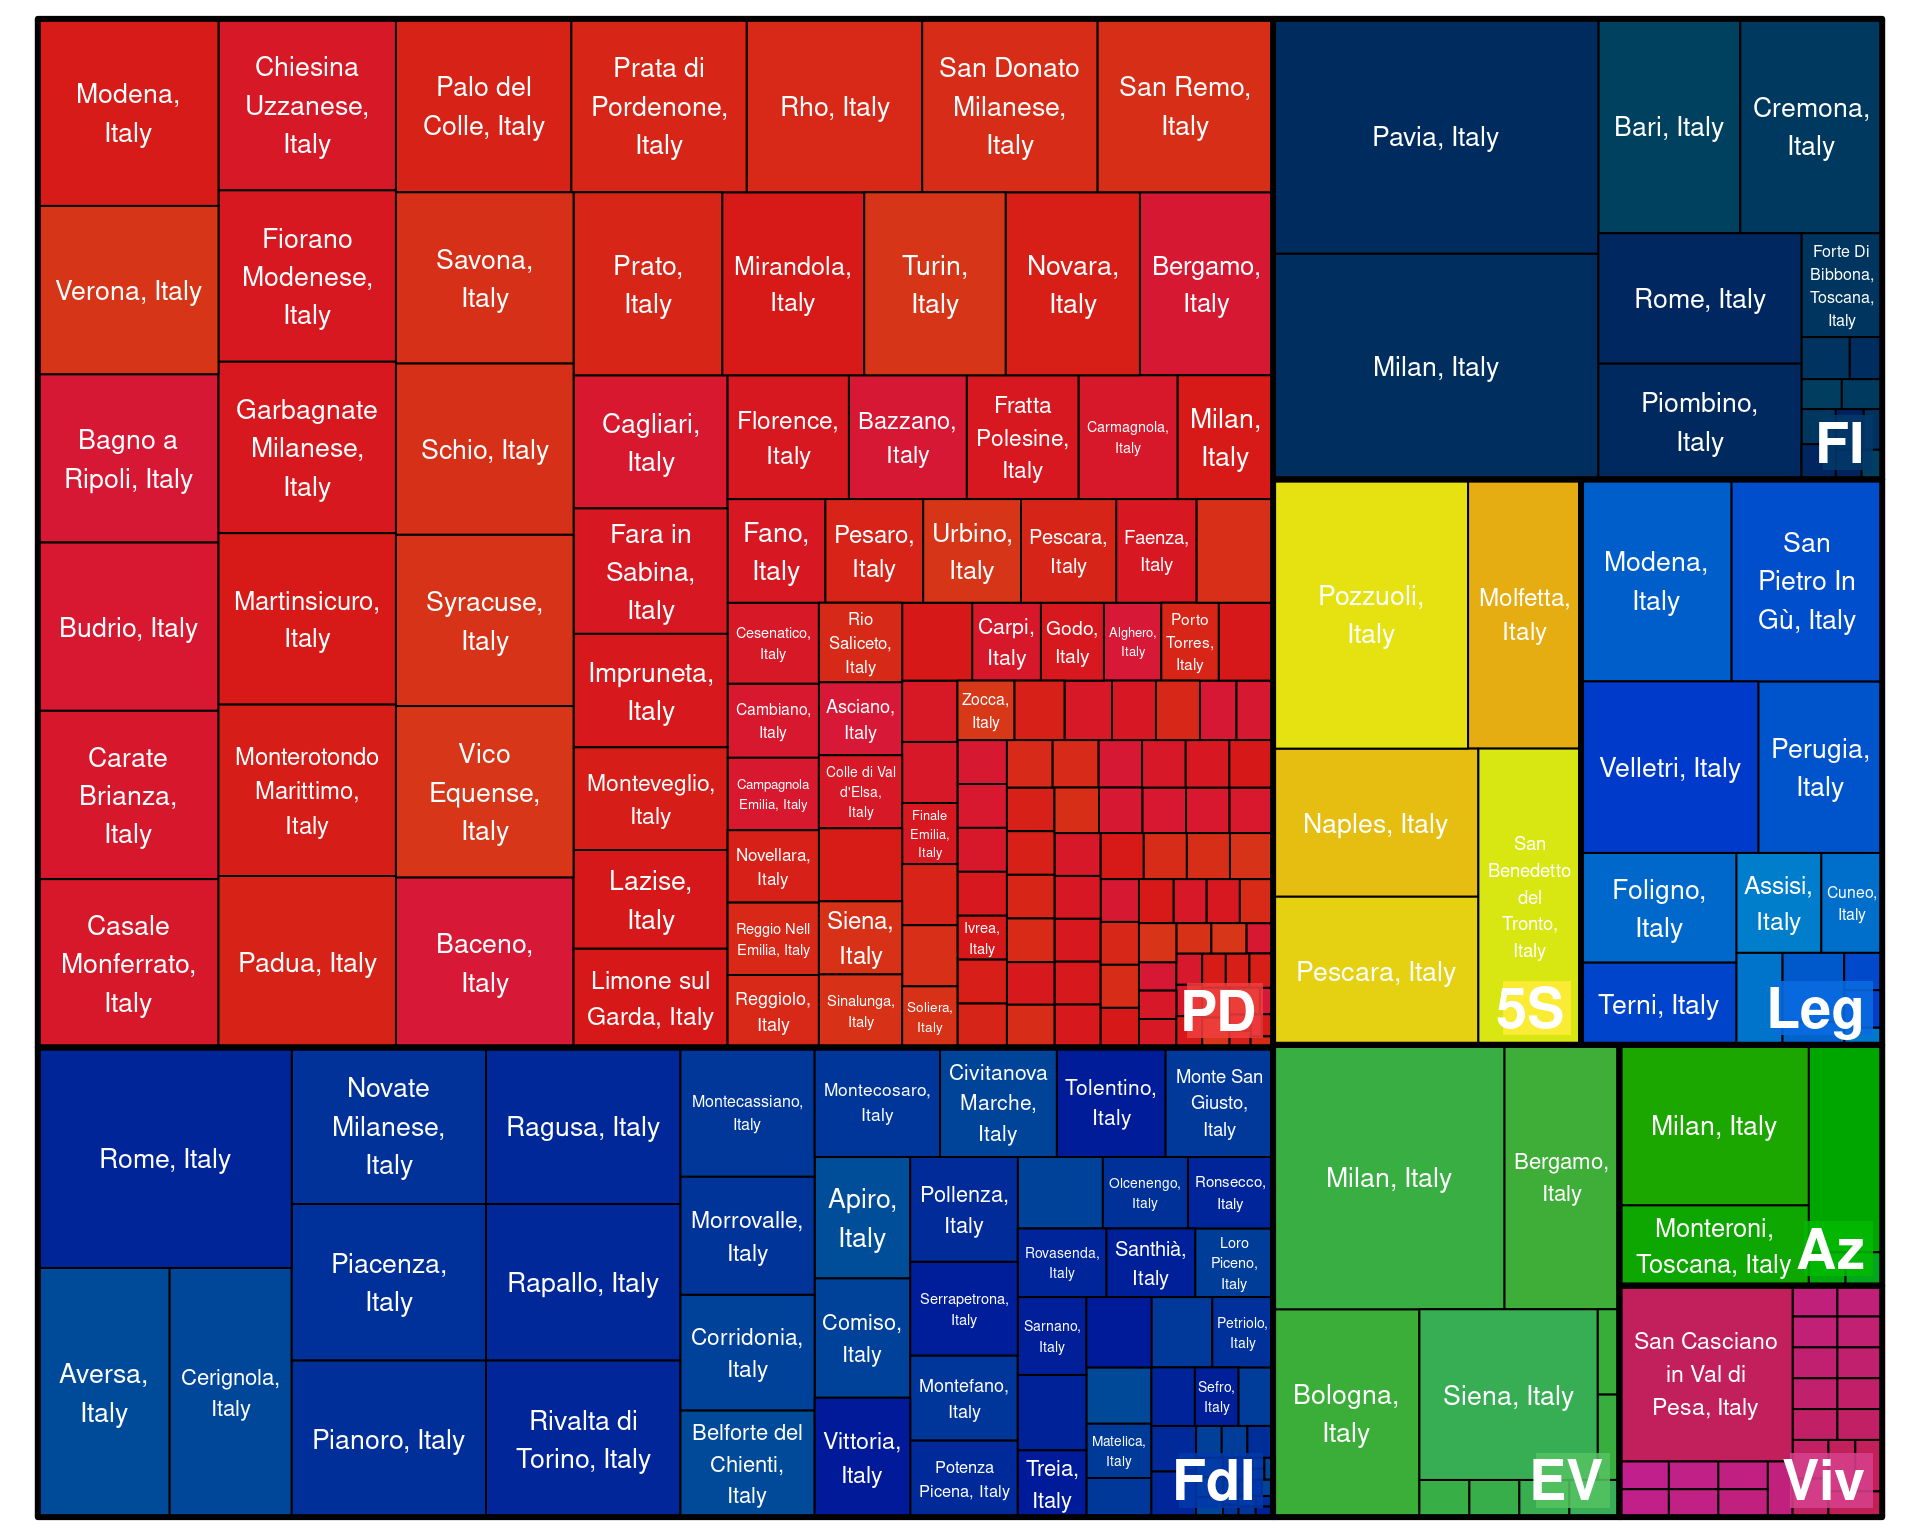 Modena,
Italy
Chiesina
Uzzanese,
Italy
Palo del
Colle, Italy
Prata di
Pordenone,
Italy
Rho, Italy
San Donato
Milanese,
Italy
San Remo,
Italy
Verona, Italy
Fiorano
Modenese,
Italy
Savona,
Italy
Prato,
Italy
Mirandola,
Italy
Turin,
Italy
Novara,
Italy
Bergamo,
Italy
Bagno a
Ripoli, Italy
Garbagnate
Milanese,
Italy
Schio, Italy
Cagliari,
Italy
Florence,
Italy
Bazzano,
Italy
Fratta
Polesine,
Italy
Carmagnola,
Italy
Milan,
Italy
Budrio, Italy
Martinsicuro,
Italy
Syracuse,
Italy
Fara in
Sabina,
Italy
Fano,
Italy
Pesaro,
Italy
Urbino,
Italy
Pescara,
Italy
Faenza,
Italy
Impruneta,
Italy
Cesenatico,
Italy
Rio
Saliceto,
Italy
Carpi,
Italy
Godo,
Italy
Alghero,
Italy
Porto
Torres,
Italy
Carate
Brianza,
Italy
Monterotondo
Marittimo,
Italy
Vico
Equense,
Italy
Monteveglio,
Italy
Cambiano,
Italy
Asciano,
Italy
Zocca,
Italy
Campagnola
Emilia, Italy
Colle di Val
d'Elsa,
Italy
Finale
Emilia,
Italy
Casale
Monferrato,
Italy
Padua, Italy
Baceno,
Italy
Lazise,
Italy
Novellara,
Italy
Limone sul
Garda, Italy
Reggio Nell
Emilia, Italy
Siena,
Italy
Ivrea,
Italy
Reggiolo,
Italy
Sinalunga,
Italy
Soliera,
Italy
PD
Pavia, Italy
Bari, Italy
Cremona,
Italy
Milan, Italy
Rome, Italy
Forte Di
Bibbona,
Toscana,
Italy
Piombino,
Italy
FI
Pozzuoli,
Italy
Molfetta,
Italy
Naples, Italy
San
Benedetto
del
Tronto,
Italy
Pescara, Italy
5S
Modena,
Italy
San
Pietro In
Gù, Italy
Velletri, Italy
Perugia,
Italy
Foligno,
Italy
Assisi,
Italy
Cuneo,
Italy
Terni, Italy
Leg
Rome, Italy
Novate
Milanese,
Italy
Ragusa, Italy
Montecassiano,
Italy
Montecosaro,
Italy
Civitanova
Marche,
Italy
Tolentino,
Italy
Monte San
Giusto,
Italy
Piacenza,
Italy
Rapallo, Italy
Morrovalle,
Italy
Apiro,
Italy
Pollenza,
Italy
Olcenengo,
Italy
Ronsecco,
Italy
Rovasenda,
Italy
Santhià,
Italy
Loro
Piceno,
Italy
Aversa,
Italy
Cerignola,
Italy
Corridonia,
Italy
Comiso,
Italy
Serrapetrona,
Italy
Sarnano,
Italy
Petriolo,
Italy
Pianoro, Italy
Rivalta di
Torino, Italy
Belforte del
Chienti,
Italy
Vittoria,
Italy
Montefano,
Italy
Sefro,
Italy
Matelica,
Italy
Potenza
Picena, Italy
Treia,
Italy
FdI
Milan, Italy
Bergamo,
Italy
Bologna,
Italy
Siena, Italy
EV
Milan, Italy
Monteroni,
Toscana, Italy
Az
San Casciano
in Val di
Pesa, Italy
Viv